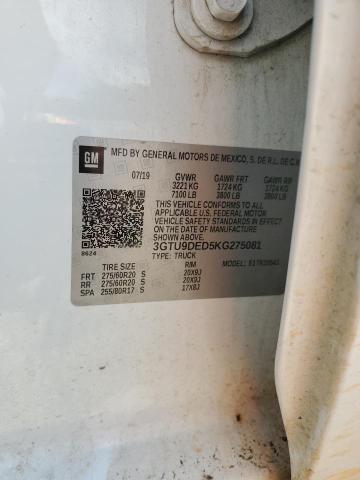 GM
MFD BY GENERAL MOTORS DE MEXICO, S. DE R.L. DE C.V
07/19 GVWR GAWR FRT GAWR RR
3221 KG 1724 KG 1724 KG
7100 LB 3800 LB 3800 LB
THIS VEHICLE CONFORMS TO ALL
APPLICABLE U.S. FEDERAL MOTOR
VEHICLE SAFETY STANDARDS IN EFFECT
ON THE DATE OF MANUFACTURE SHOWN ABOVE.
3GTU9DED5KG275081
8624 TYPE: TRUCK MODEL:
TIRE SIZE RIM
FRT 275/60R20 S 20X9J
RR 275/60R20 S 20X9J
SPA 255/80R17 S 17X8J